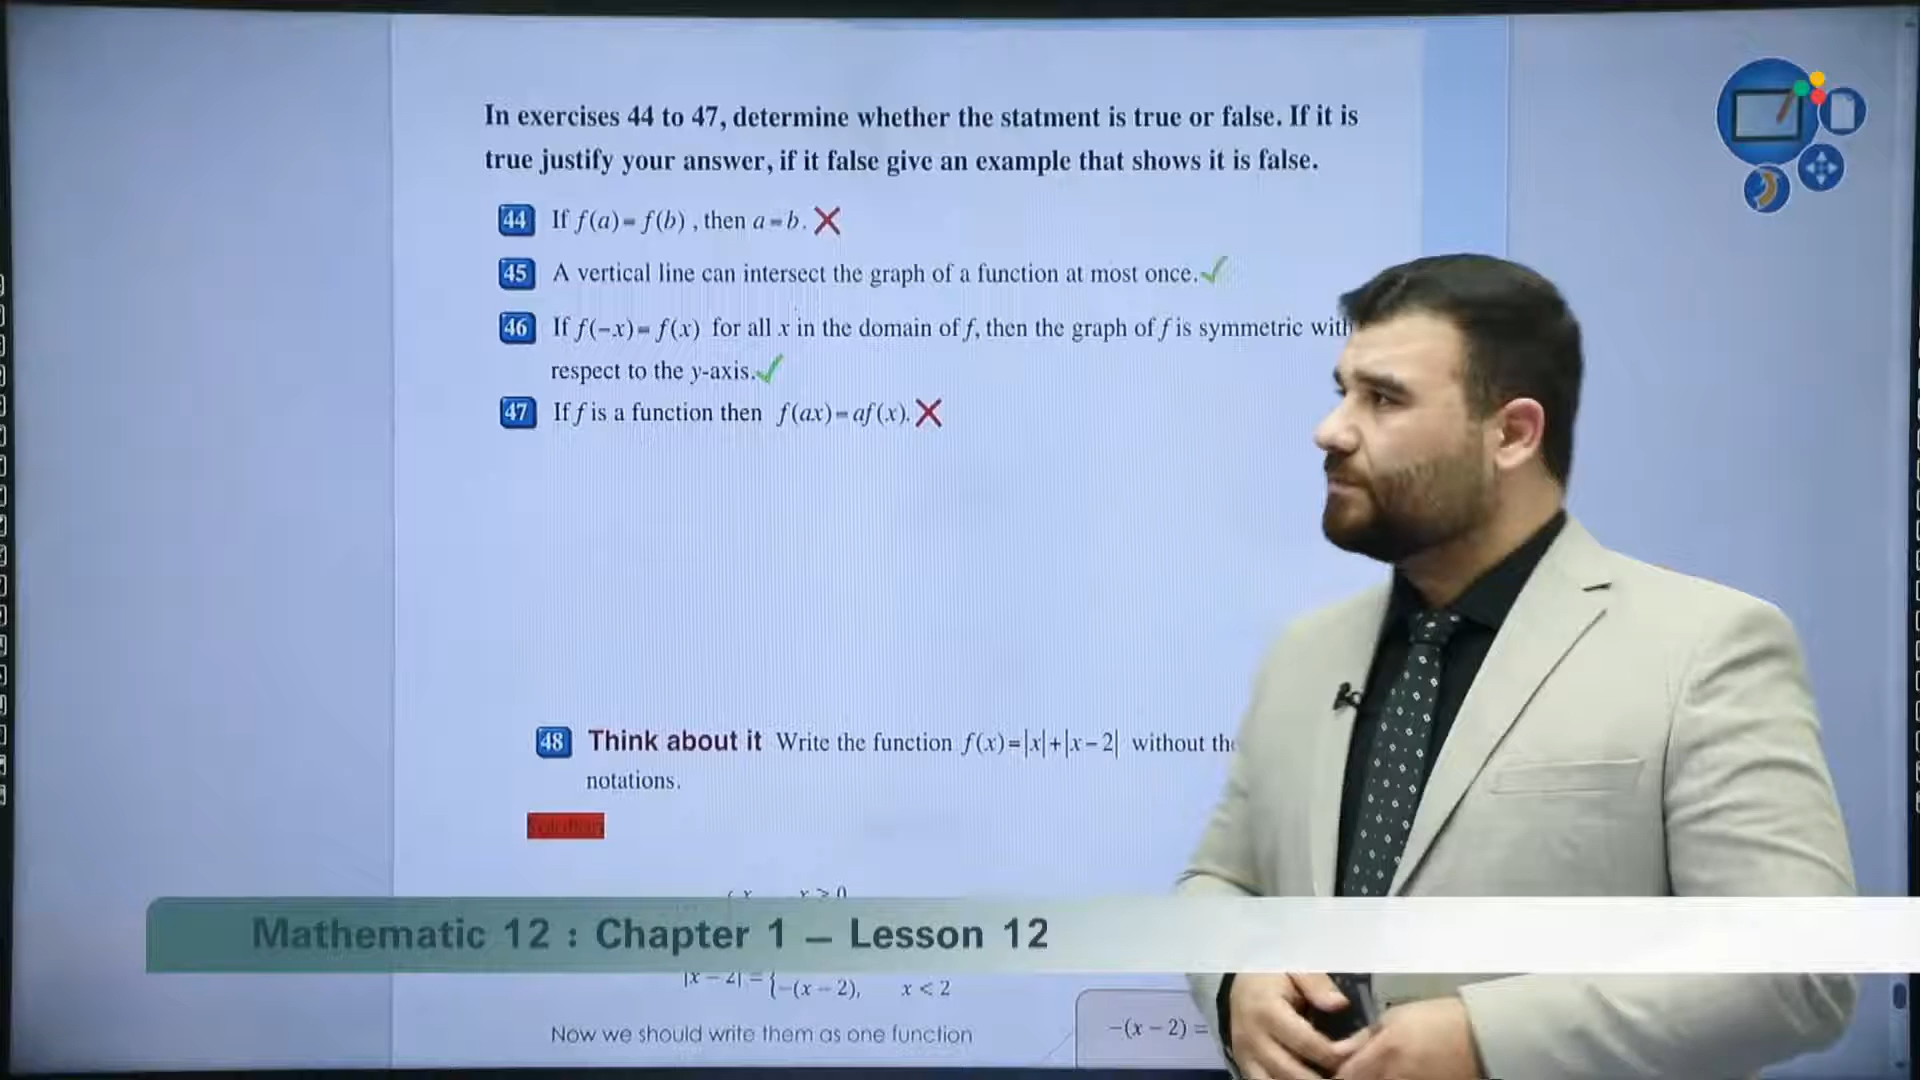 In exercises 44 to 47, determine whether the statment is true or false. If it is
true justify your answer, if it false give an example that shows it is false.
44 If f(a)=f(b), then a=b.
45 A vertical line can intersect the graph of a function at most once.
46 If f(-x)=f(x) for all x in the domain of f, then the graph of f is symmetric with
respect to the y-axis.
47 If f is a function then f(ax)=af(x).
48 Think about it Write the function f(x)=|x|+|x-2| without the
notations.
Solution
x x ≥ 0
Mathematic 12 : Chapter 1 – Lesson 12
|x - 2| = {-(x - 2), x < 2
Now we should write them as one function
-(x - 2) =